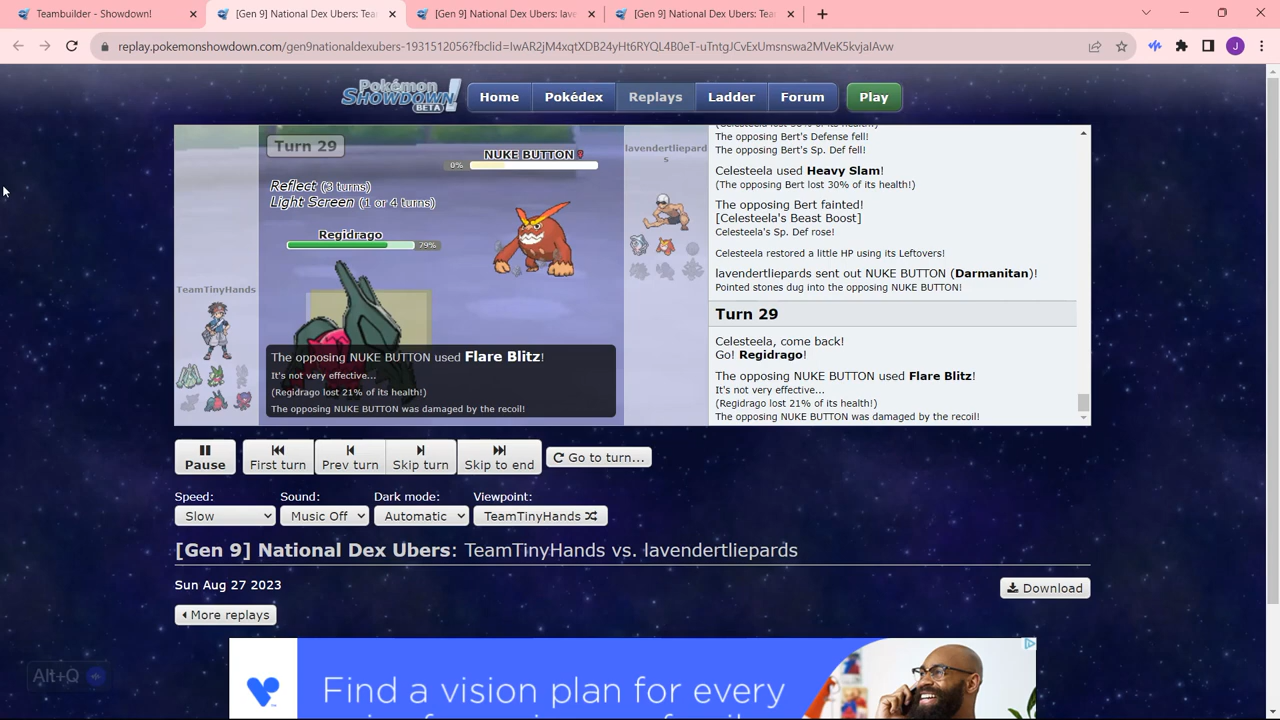 Teambuilder - Showdown!
[Gen 9] National Dex Ubers: Tea
[Gen 9] National Dex Ubers: lave
[Gen 9] National Dex Ubers: Tea
replay.pokemonshowdown.com/gen9nationaldexubers-1931512056?fbclid=IwAR2jM4xqtXDB24yHt6RYQL4B0eT-uTntgJCvExUmsnswa2MVeK5kvjaIAvw
J
Pokémon
SHOWDOWN!
BETA
Home
Pokédex
Replays
Ladder
Forum
Play
Turn 29
NUKE BUTTON
0%
Reflect (3 turns)
Light Screen (1 or 4 turns)
Regidrago
79%
TeamTinyHands
lavendertliepard
s
The opposing NUKE BUTTON used Flare Blitz!
It's not very effective...
(Regidrago lost 21% of its health!)
The opposing NUKE BUTTON was damaged by the recoil!
The opposing Bert's Defense fell!
The opposing Bert's Sp. Def fell!
Celesteela used Heavy Slam!
(The opposing Bert lost 30% of its health!)
The opposing Bert fainted!
[Celesteela's Beast Boost]
Celesteela's Sp. Def rose!
Celesteela restored a little HP using its Leftovers!
lavendertliepards sent out NUKE BUTTON (Darmanitan)!
Pointed stones dug into the opposing NUKE BUTTON!
Turn 29
Celesteela, come back!
Go! Regidrago!
The opposing NUKE BUTTON used Flare Blitz!
It's not very effective...
(Regidrago lost 21% of its health!)
The opposing NUKE BUTTON was damaged by the recoil!
Pause
First turn
Prev turn
Skip turn
Skip to end
Go to turn...
Speed:
Sound:
Dark mode:
Viewpoint:
Slow
Music Off
Automatic
TeamTinyHands
[Gen 9] National Dex Ubers: TeamTinyHands vs. lavendertliepards
Sun Aug 27 2023
Download
More replays
Alt+Q
Find a vision plan for every